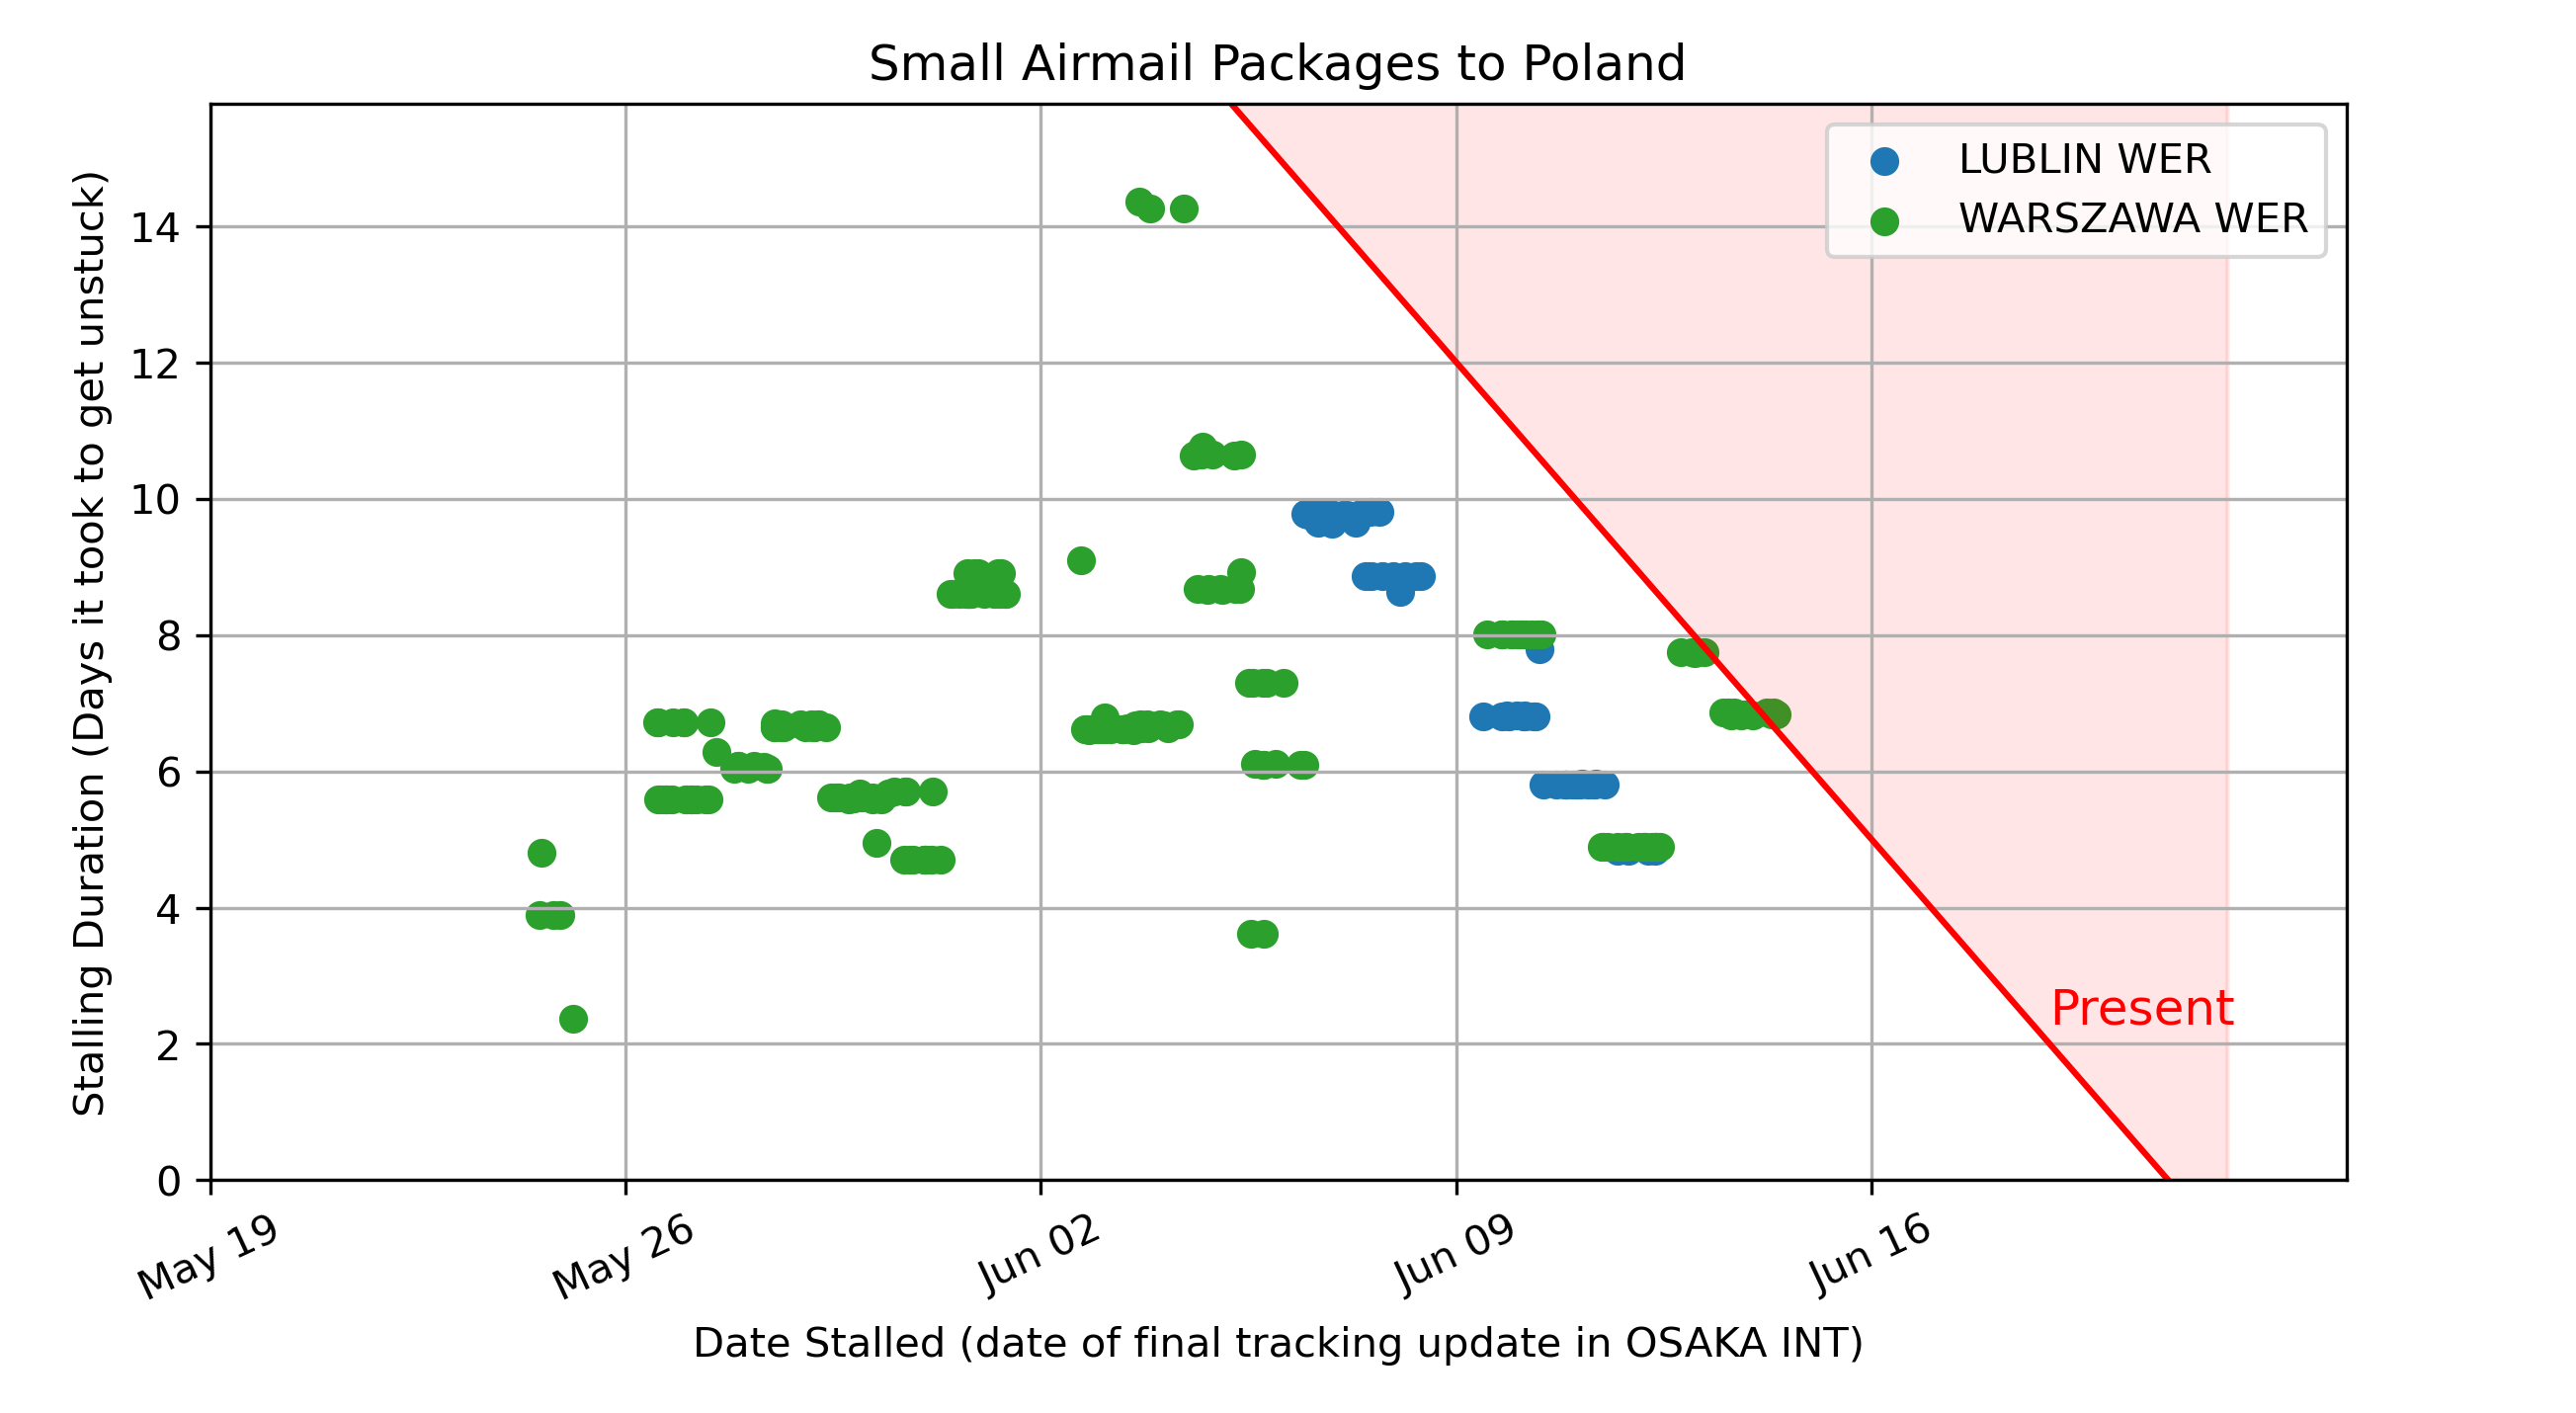 Small Airmail Packages to Poland
LUBLIN WER
WARSZAWA WER
Stalling Duration (Days it took to get unstuck)
14
12
10
8
6
4
2
0
Present
May 19
May 26
Jun 02
Jun 09
Jun 16
Date Stalled (date of final tracking update in OSAKA INT)